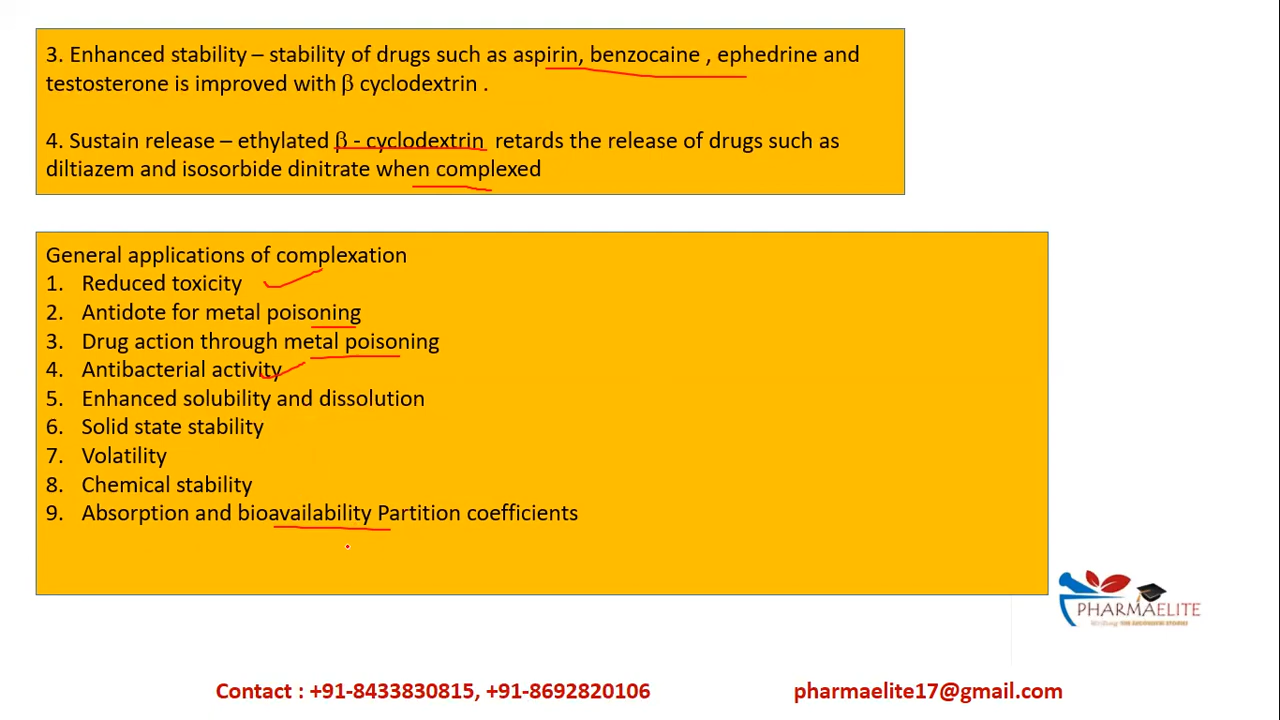 3. Enhanced stability – stability of drugs such as aspirin, benzocaine , ephedrine and
testosterone is improved with β cyclodextrin .
4. Sustain release – ethylated β - cyclodextrin retards the release of drugs such as
diltiazem and isosorbide dinitrate when complexed
General applications of complexation
1. Reduced toxicity
2. Antidote for metal poisoning
3. Drug action through metal poisoning
4. Antibacterial activity
5. Enhanced solubility and dissolution
6. Solid state stability
7. Volatility
8. Chemical stability
9. Absorption and bioavailability Partition coefficients
PHARMAELITE
Contact : +91-8433830815, +91-8692820106
pharmaelite17@gmail.com